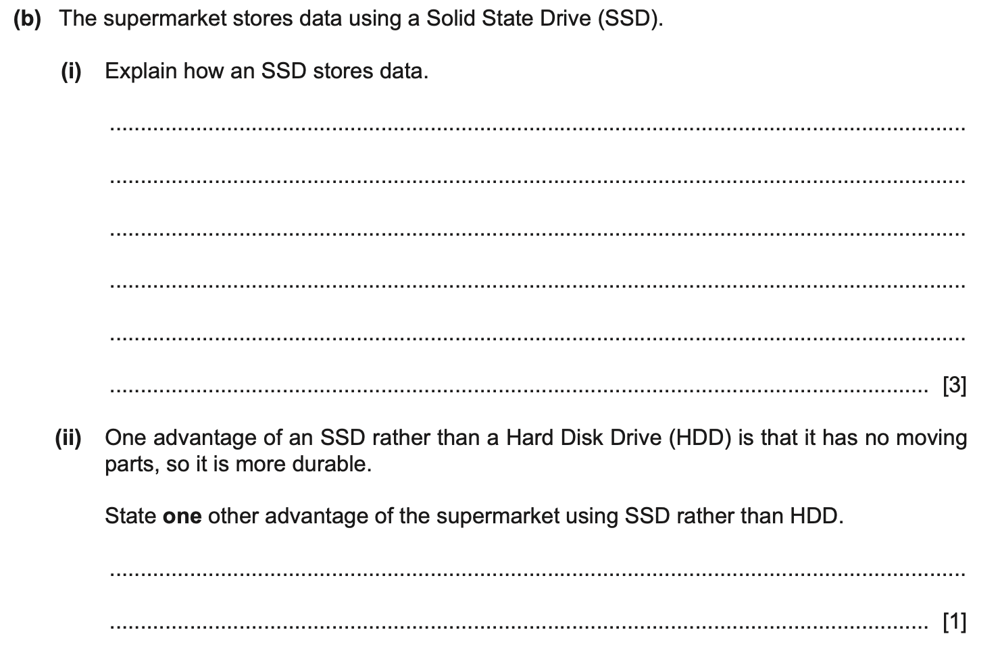 (b) The supermarket stores data using a Solid State Drive (SSD).
(i) Explain how an SSD stores data.
................................................................................................................................
................................................................................................................................
................................................................................................................................
................................................................................................................................
................................................................................................................................
.......................................................................................................................... [3]
(ii) One advantage of an SSD rather than a Hard Disk Drive (HDD) is that it has no moving
parts, so it is more durable.
State one other advantage of the supermarket using SSD rather than HDD.
................................................................................................................................
.......................................................................................................................... [1]